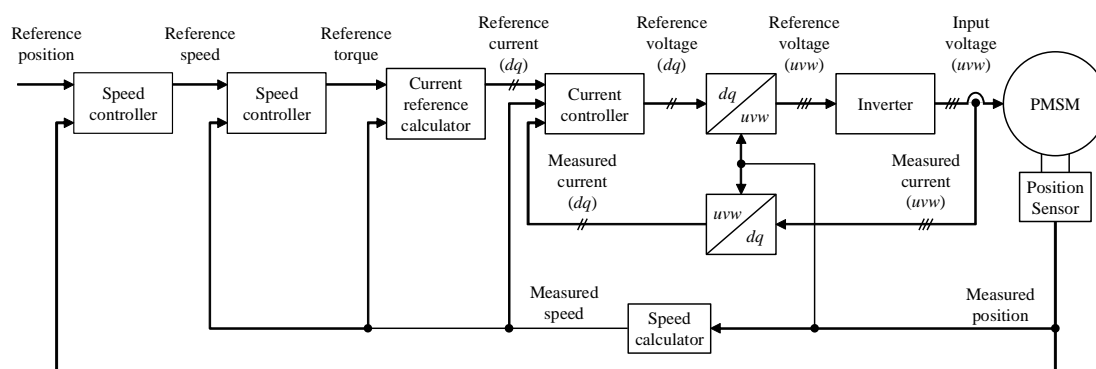 Reference
position
Speed
controller
Reference
speed
Speed
controller
Reference
torque
Current
reference
calculator
Reference
current
(dq)
Current
controller
Reference
voltage
(dq)
dq
uvw
Reference
voltage
(uvw)
Inverter
Input
voltage
(uvw)
PMSM
Position
Sensor
Measured
current
(dq)
uvw
dq
Measured
current
(uvw)
Measured
speed
Speed
calculator
Measured
position